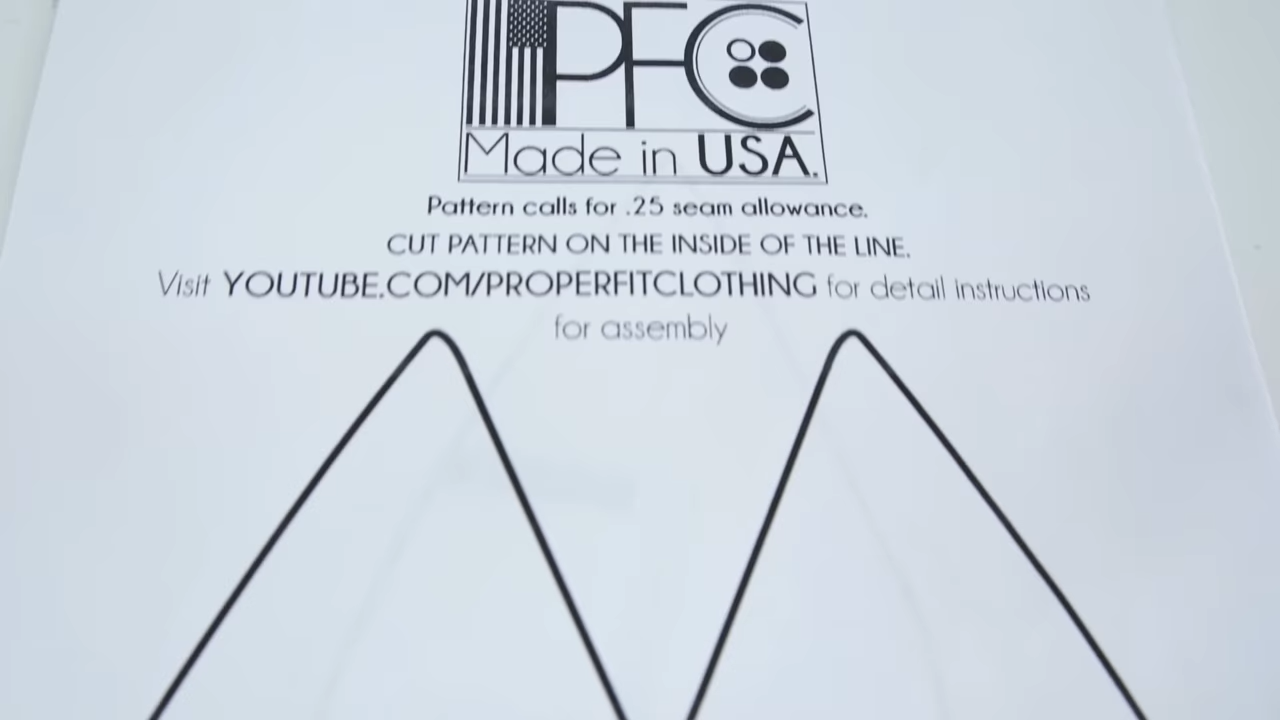 PFC
Made in USA.
Pattern calls for .25 seam allowance.
CUT PATTERN ON THE INSIDE OF THE LINE.
Visit YOUTUBE.COM/PROPERFITCLOTHING for detail instructions
for assembly